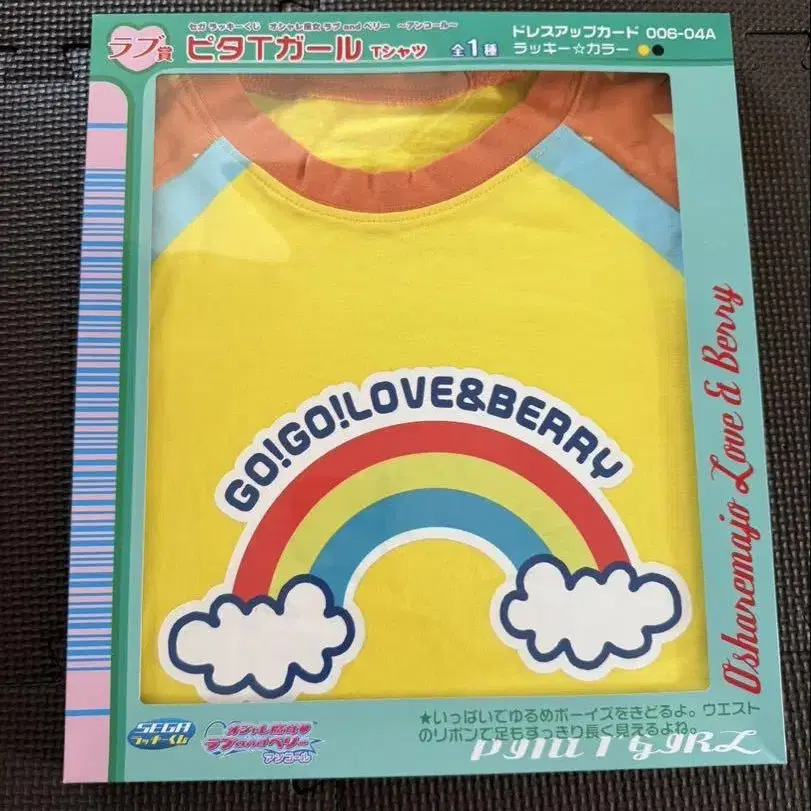 セガ ラッキーくじ オシャレ魔女 ラブ and ベリー ～アンコール～
ラブ賞 ピタTガール Tシャツ 全1種
ドレスアップカード 006-04A
ラッキー☆カラー
GO!GO!LOVE&BERRY
Osharemajo Love & Berry
★いっぱいでゆるめボーイズをきどるよ。ウエスト
のリボンで足もすっきり長く見えるよね。
SEGA
ラッキーくじ
オシャレ魔女
ラブandベリー
アンコール